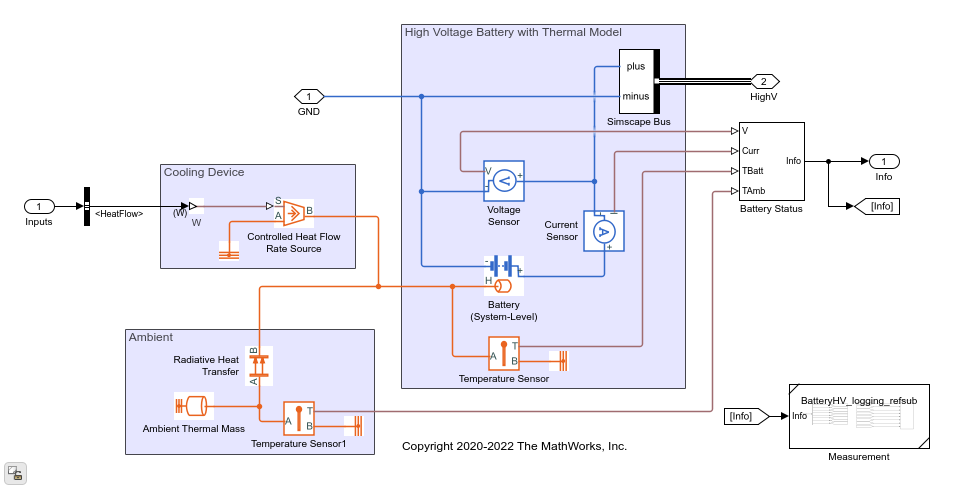 High Voltage Battery with Thermal Model
plus
minus
Simscape Bus
2
HighV
1
GND
V
Curr
TBatt
TAmb
Info
Battery Status
1
Info
[Info]
Cooling Device
1
Inputs
<HeatFlow>
(W)
W
S
A
B
Controlled Heat Flow
Rate Source
V
+
-
V
Voltage
Sensor
Current
Sensor
-
I
A
+
-
+
H
Battery
(System-Level)
A
T
B
Temperature Sensor
Ambient
B
A
Radiative Heat
Transfer
Ambient Thermal Mass
A
T
B
Temperature Sensor1
[Info]
Info
BatteryHV_logging_refsub
Measurement
Copyright 2020-2022 The MathWorks, Inc.